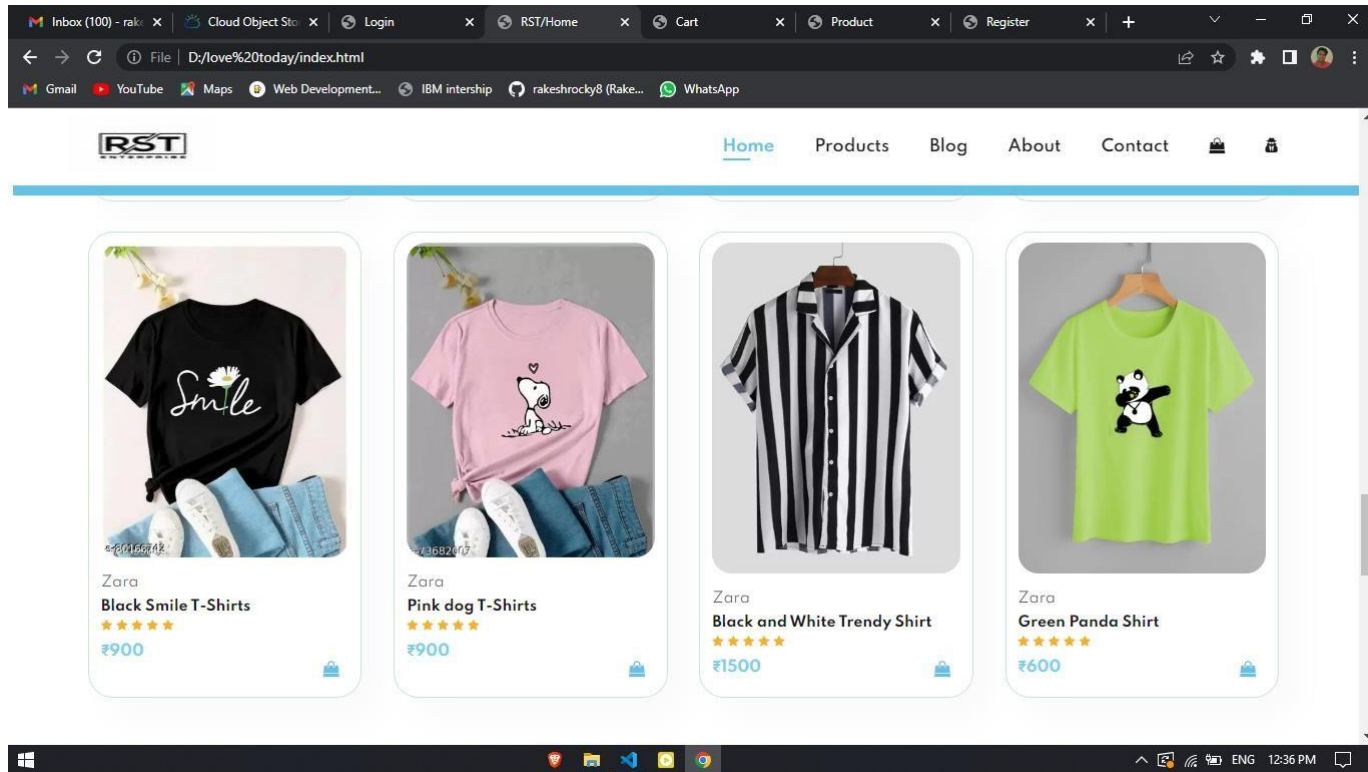 Inbox (100) - rak
Cloud Object Sto
Login
RST/Home
Cart
Product
Register
File
D:/love%20today/index.html
Gmail
YouTube
Maps
Web Development...
IBM intership
rakeshrocky8 (Rake...
WhatsApp
RST
ENTERPRISE
Home
Products
Blog
About
Contact
Smile
Zara
Black Smile T-Shirts
₹900
Zara
Pink dog T-Shirts
₹900
Zara
Black and White Trendy Shirt
₹1500
Zara
Green Panda Shirt
₹600
ENG
12:36 PM